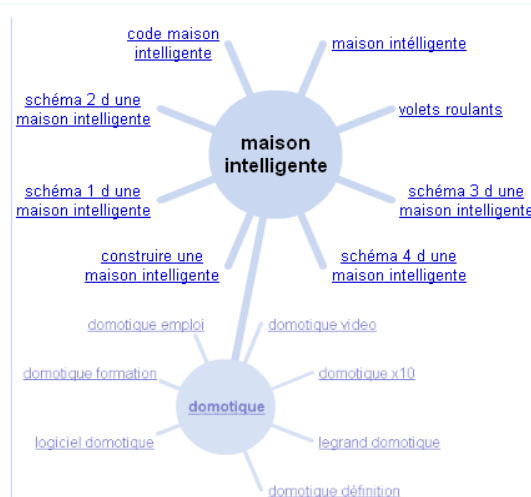 code maison
intelligente
maison intélligente
schéma 2 d une
maison intelligente
volets roulants
maison
intelligente
schéma 1 d une
maison intelligente
schéma 3 d une
maison intelligente
construire une
maison intelligente
schéma 4 d une
maison intelligente
domotique emploi
domotique video
domotique formation
domotique x10
domotique
logiciel domotique
legrand domotique
domotique définition